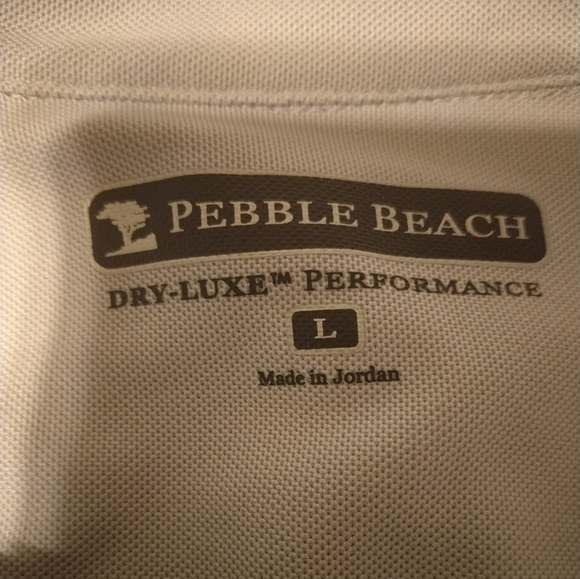 PEBBLE BEACH
DRY-LUXE™ PERFORMANCE
L
Made in Jordan